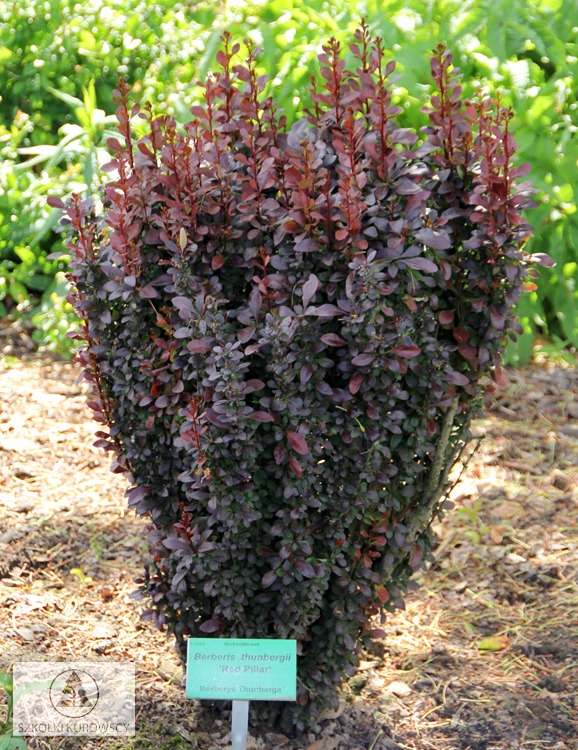 Berberidaceae
Berberis thunbergii
'Red Pillar'
Berberys Thunberga
SZKÓŁKI KUROWSCY